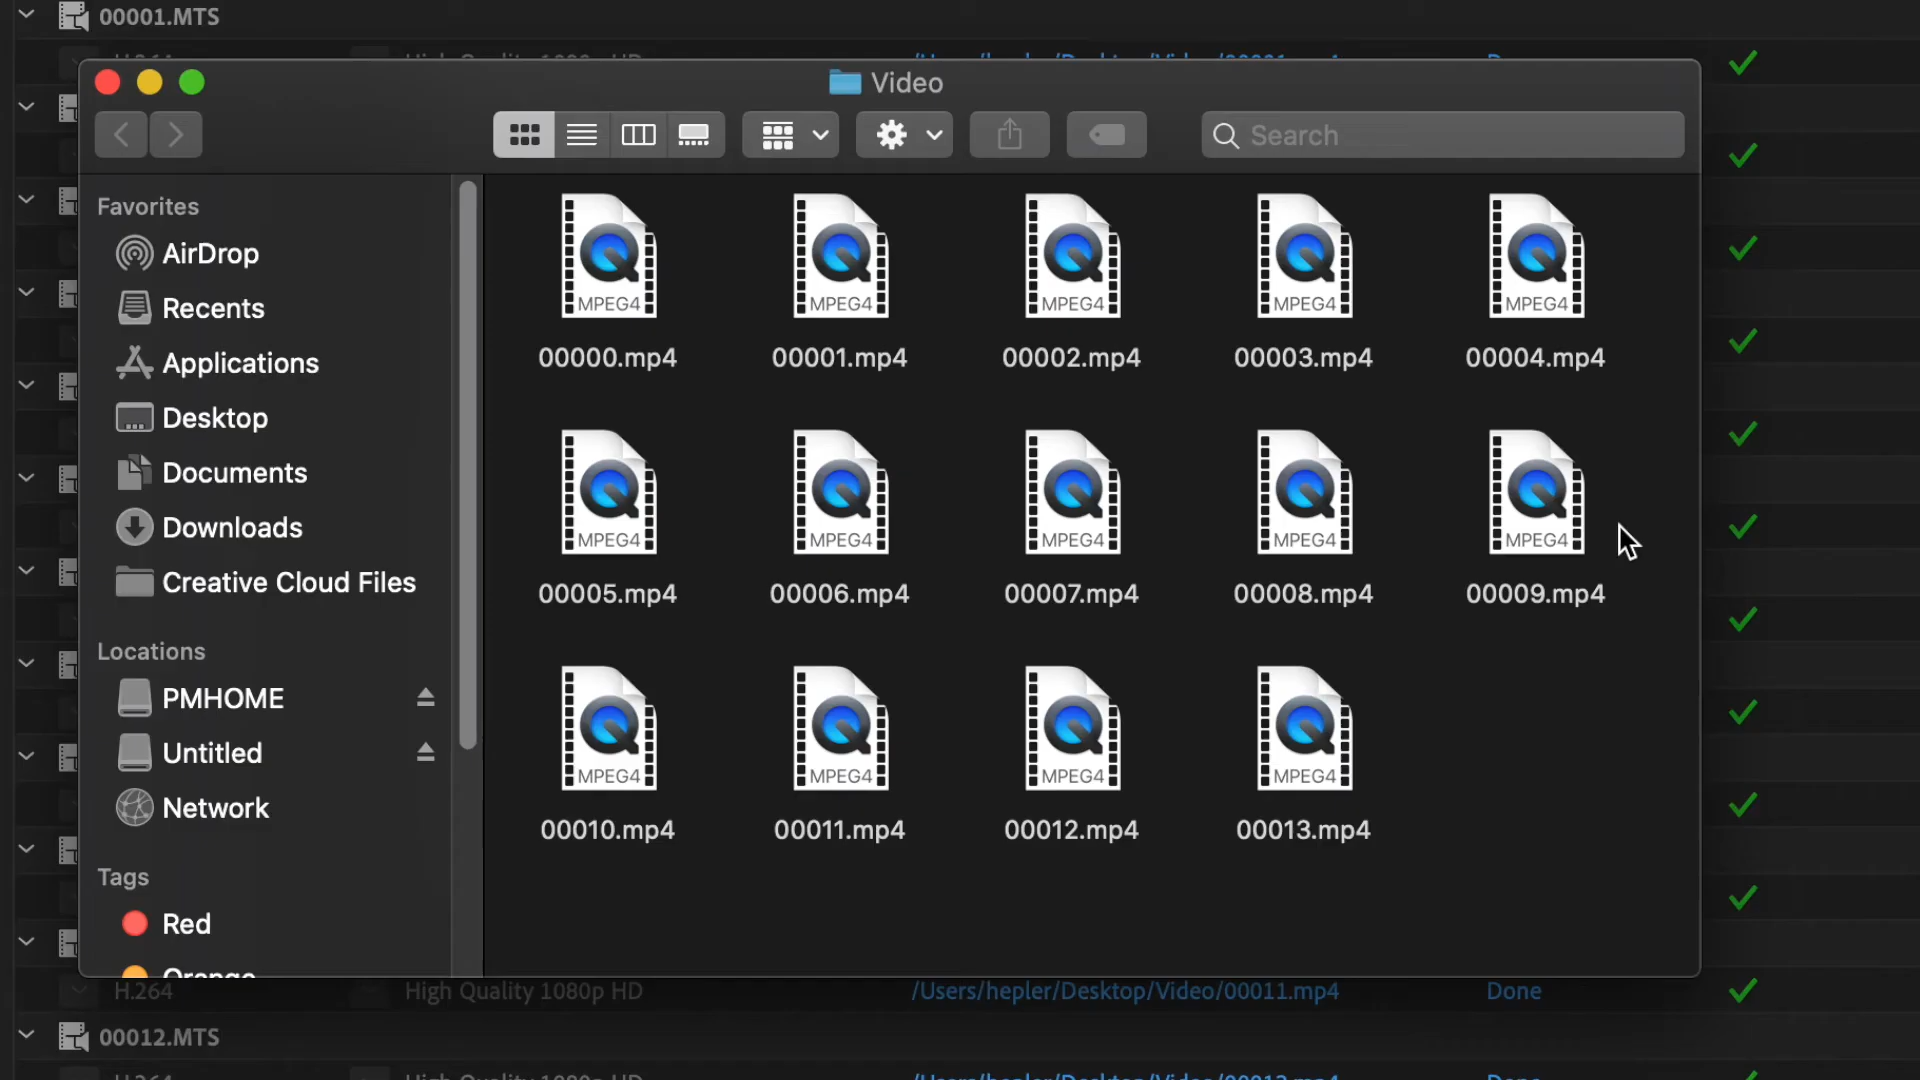 00001.MTS
Video
Search
Favorites
AirDrop
Recents
Applications
Desktop
Documents
Downloads
Creative Cloud Files
Locations
PMHOME
Untitled
Network
Tags
Red
Orange
MPEG4 MPEG4 MPEG4 MPEG4 MPEG4
00000.mp4 00001.mp4 00002.mp4 00003.mp4 00004.mp4
MPEG4 MPEG4 MPEG4 MPEG4 MPEG4
00005.mp4 00006.mp4 00007.mp4 00008.mp4 00009.mp4
MPEG4 MPEG4 MPEG4 MPEG4
00010.mp4 00011.mp4 00012.mp4 00013.mp4
H.264 High Quality 1080p HD /Users/hepler/Desktop/Video/00011.mp4 Done
00012.MTS